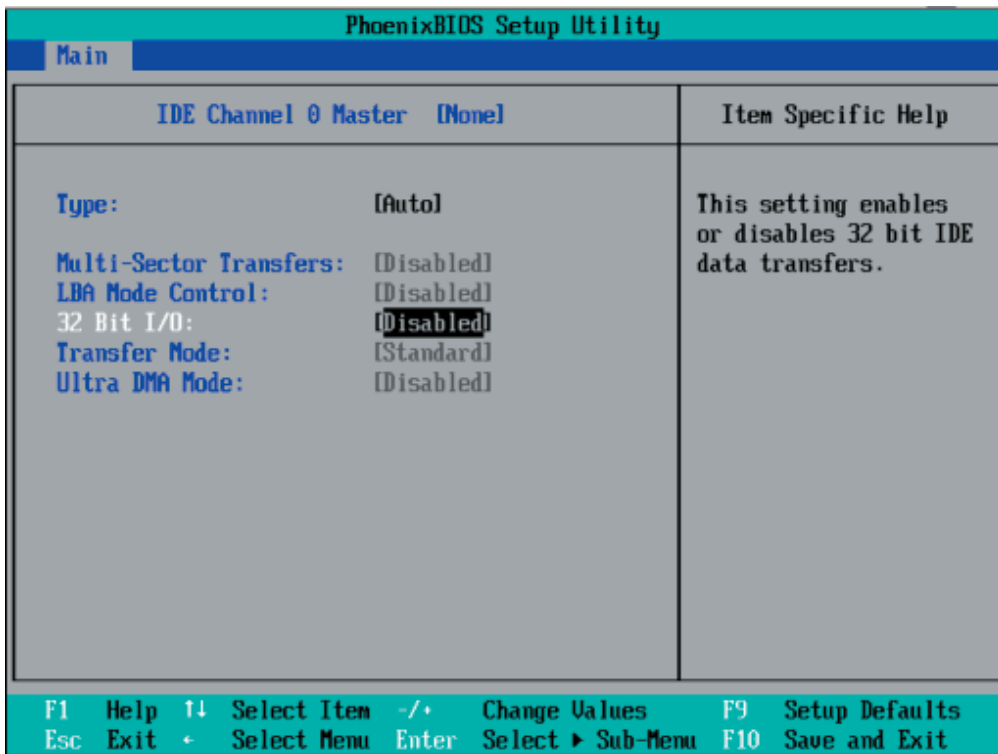 PhoenixBIOS Setup Utility
Main
IDE Channel 0 Master [None]
Item Specific Help
Type: [Auto]
Multi-Sector Transfers: [Disabled]
LBA Mode Control: [Disabled]
32 Bit I/O: [Disabled]
Transfer Mode: [Standard]
Ultra DMA Mode: [Disabled]
This setting enables
or disables 32 bit IDE
data transfers.
F1 Help ↑↓ Select Item -/+ Change Values F9 Setup Defaults
Esc Exit ← Select Menu Enter Select ▶ Sub-Menu F10 Save and Exit